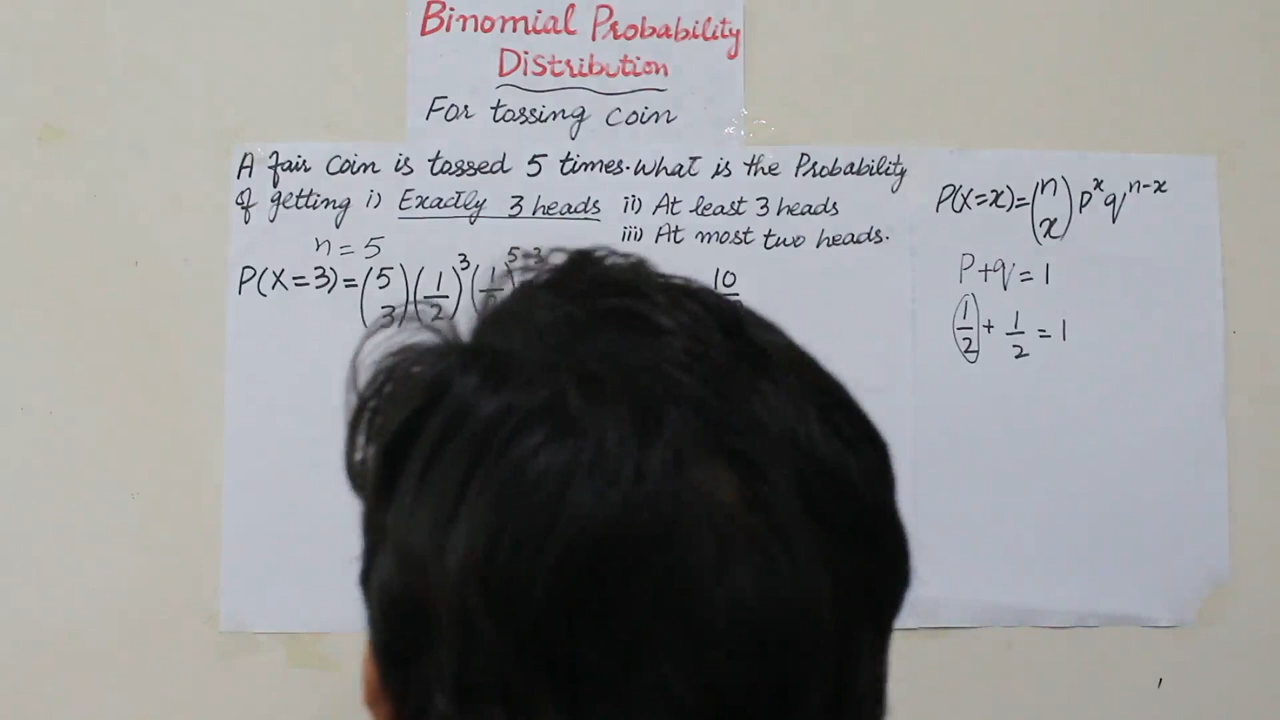 Binomial Probability
Distribution
For tossing coin
A fair coin is tossed 5 times. What is the Probability
of getting i) Exactly 3 heads ii) At least 3 heads
iii) At most two heads.
n = 5
P(X=3)=(5 3)(1/2)^3(1/
10
P(X=x)=(n x)p^x q^n-x
P+q=1
1/2 + 1/2 = 1